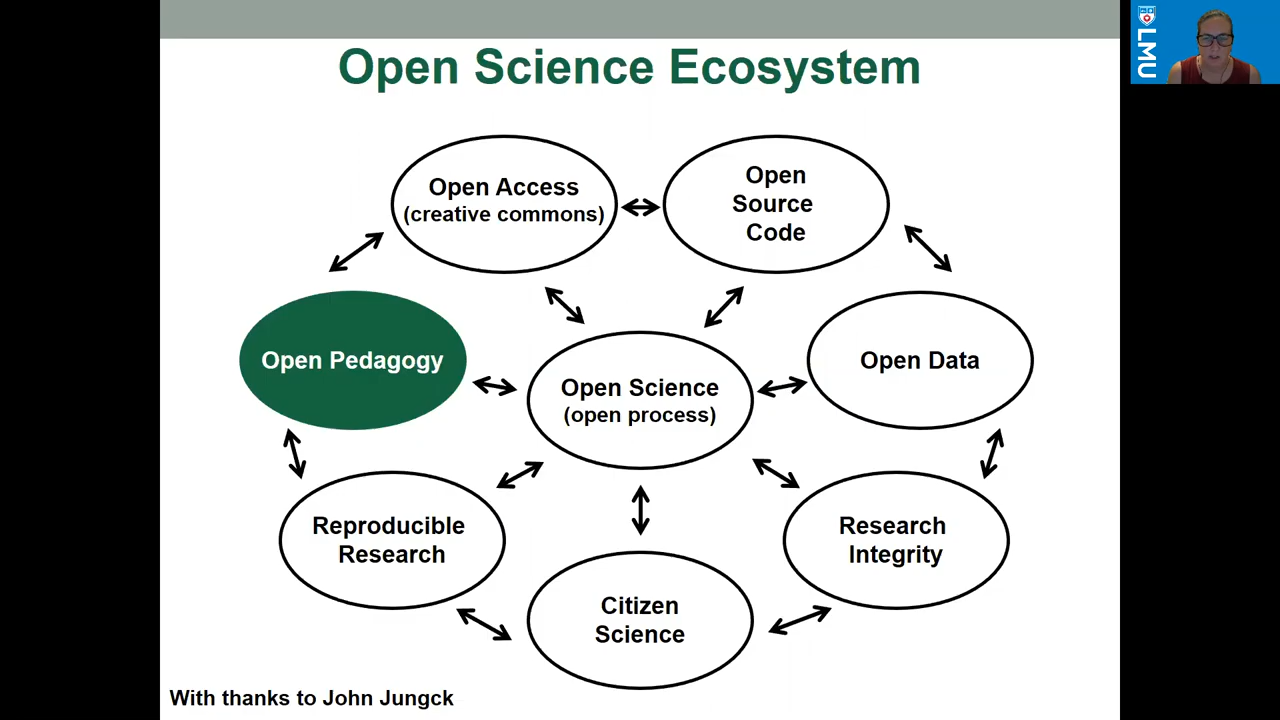 Open Science Ecosystem
LMU
Open Access
(creative commons)
Open
Source
Code
Open Pedagogy
Open Science
(open process)
Open Data
Reproducible
Research
Research
Integrity
Citizen
Science
With thanks to John Jungck